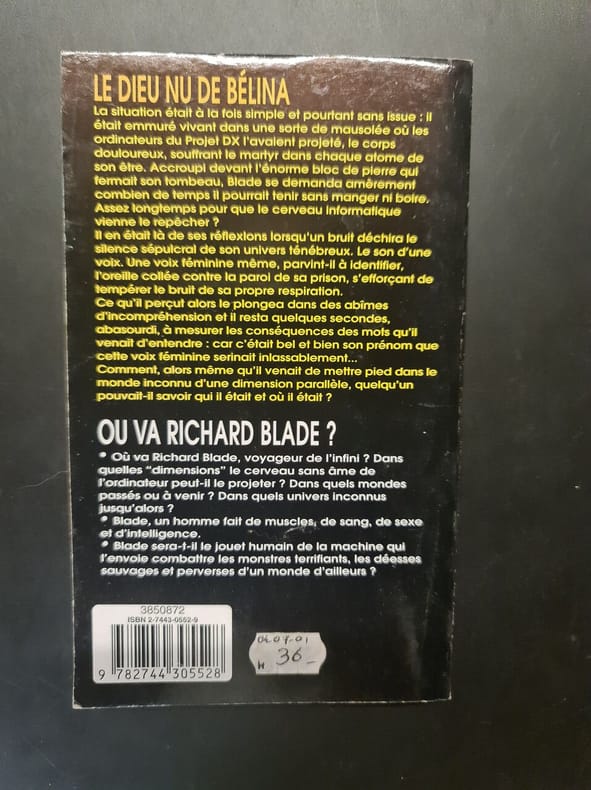 LE DIEU NU DE BÉLINA
La situation était à la fois simple et pourtant sans issue : il
était emmuré vivant dans une sorte de mausolée où les
ordinateurs du Projet DX l'avaient projeté, le corps
douloureux, souffrant le martyr dans chaque atome de
son être. Accroupi devant l'énorme bloc de pierre qui
fermait son tombeau, Blade se demanda amèrement
combien de temps il pourrait tenir sans manger ni boire.
Assez longtemps pour que le cerveau informatique
vienne le repêcher ?
Il en était là de ses réflexions lorsqu'un bruit déchira le
silence sépulcral de son univers ténébreux. Le son d'une
voix. Une voix féminine même, parvint-il à identifier,
l'oreille collée contre la paroi de sa prison, s'efforçant de
tempérer le bruit de sa propre respiration.
Ce qu'il perçut alors le plongea dans des abîmes
d'incompréhension et il resta quelques secondes,
abasourdi, à mesurer les conséquences des mots qu'il
venait d'entendre : car c'était bel et bien son prénom que
cette voix féminine serinait inlassablement...
Comment, alors même qu'il venait de mettre pied dans le
monde inconnu d'une dimension parallèle, quelqu'un
pouvait-il savoir qui il était et où il était ?
OU VA RICHARD BLADE ?
• Où va Richard Blade, voyageur de l'infini ? Dans
quelles "dimensions" le cerveau sans âme de
l'ordinateur peut-il le projeter ? Dans quels mondes
passés ou à venir ? Dans quels univers inconnus
jusqu'alors ?
• Blade, un homme fait de muscles, de sang, de sexe
et d'intelligence.
• Blade sera-t-il le jouet humain de la machine qui
l'envoie combattre les monstres terrifiants, les déesses
sauvages et perverses d'un monde d'ailleurs ?
3850872
ISBN 2-7443-0552-9
9 782744 305528
04.07.01
H 36-